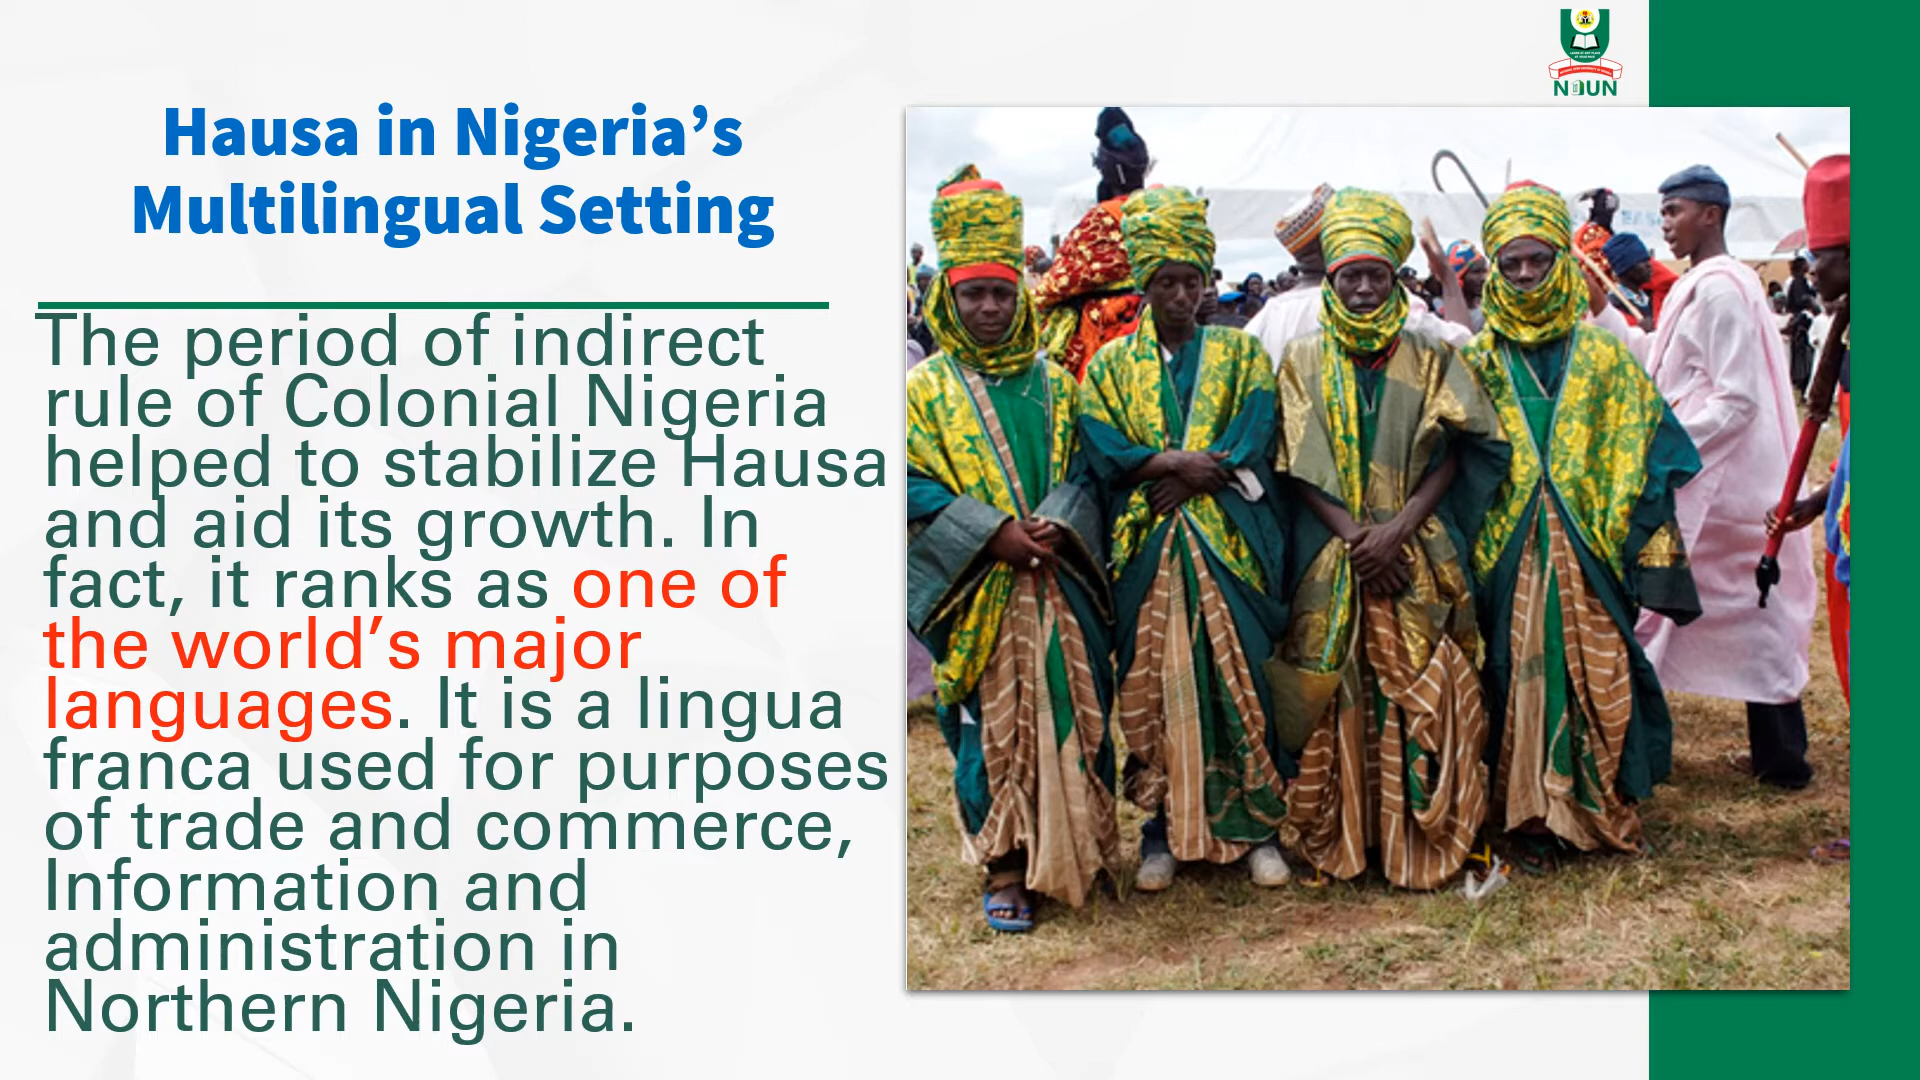 NOUN
Hausa in Nigeria’s
Multilingual Setting
The period of indirect
rule of Colonial Nigeria
helped to stabilize Hausa
and aid its growth. In
fact, it ranks as one of
the world’s major
languages. It is a lingua
franca used for purposes
of trade and commerce,
Information and
administration in
Northern Nigeria.